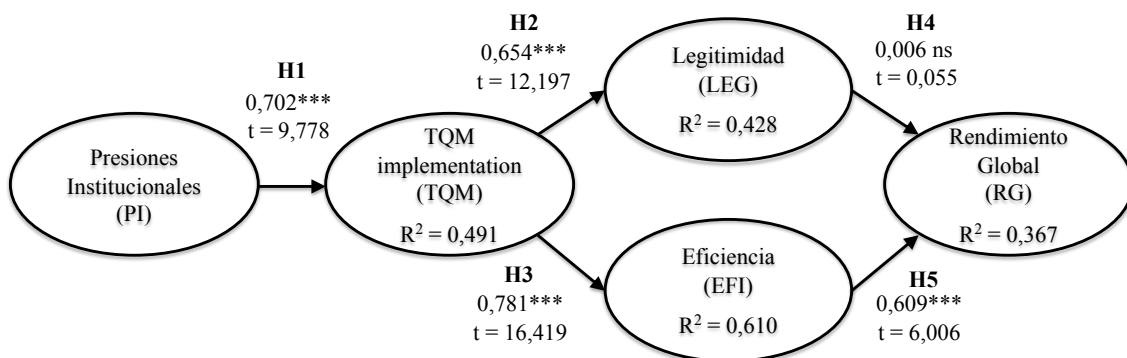 H1
0,702***
t = 9,778
H2
0,654***
t = 12,197
H4
0,006 ns
t = 0,055
Presiones
Institucionales
(PI)
TQM
implementation
(TQM)
R² = 0,491
Legitimidad
(LEG)
R² = 0,428
Rendimiento
Global
(RG)
R² = 0,367
H3
0,781***
t = 16,419
Eficiencia
(EFI)
R² = 0,610
H5
0,609***
t = 6,006